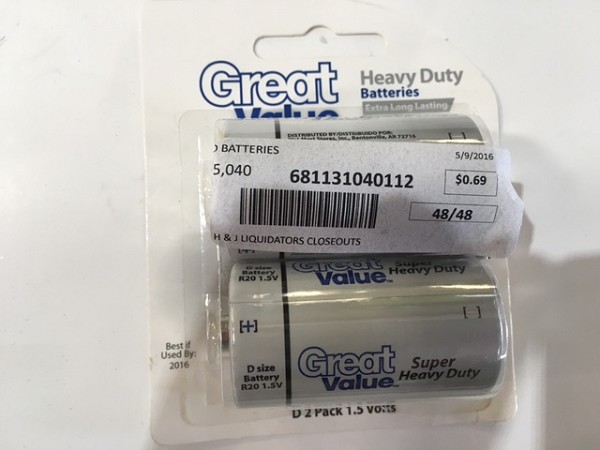 Great Value
Heavy Duty
Batteries
Extra Long Lasting
DISTRIBUTED BY/DISTRIBUIDO POR:
Stores, Inc., Bentonville, AR 72716
[-]
BATTERIES
5/9/2016
5,040
681131040112
$0.69
48/48
H & J LIQUIDATORS CLOSEOUTS
[+]
D size
Battery
R20 1.5V
Great Value
Super
Heavy Duty
[+]
[-]
Best if
Used By:
2016
D size
Battery
R20 1.5V
Great Value
Super
Heavy Duty
D 2 Pack 1.5 Volts